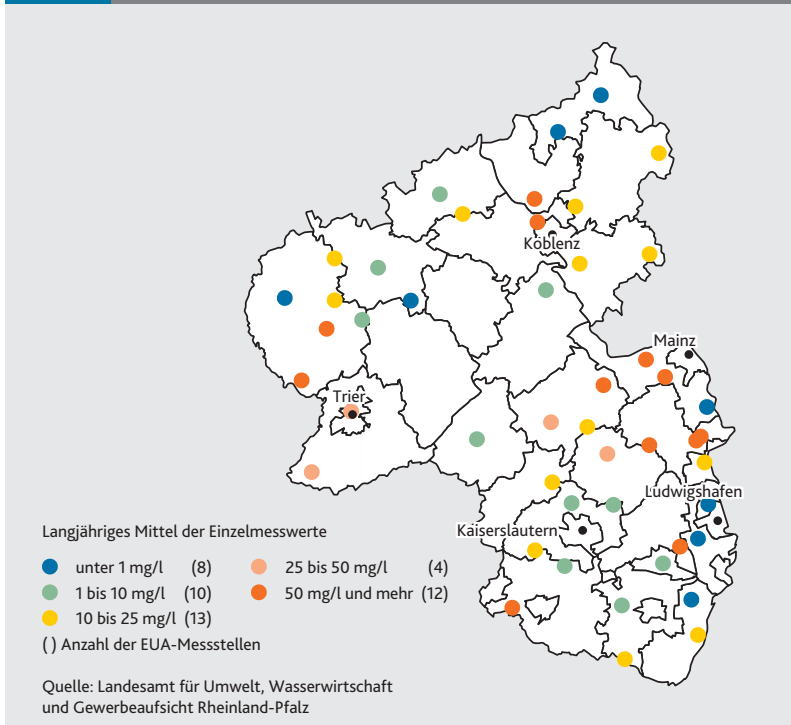 Koblenz
Mainz
Trier
Ludwigshafen
Kaiserslautern
Langjähriges Mittel der Einzelmesswerte
unter 1 mg/l (8)
25 bis 50 mg/l (4)
1 bis 10 mg/l (10)
50 mg/l und mehr (12)
10 bis 25 mg/l (13)
( ) Anzahl der EUA-Messstellen
Quelle: Landesamt für Umwelt, Wasserwirtschaft
und Gewerbeaufsicht Rheinland-Pfalz